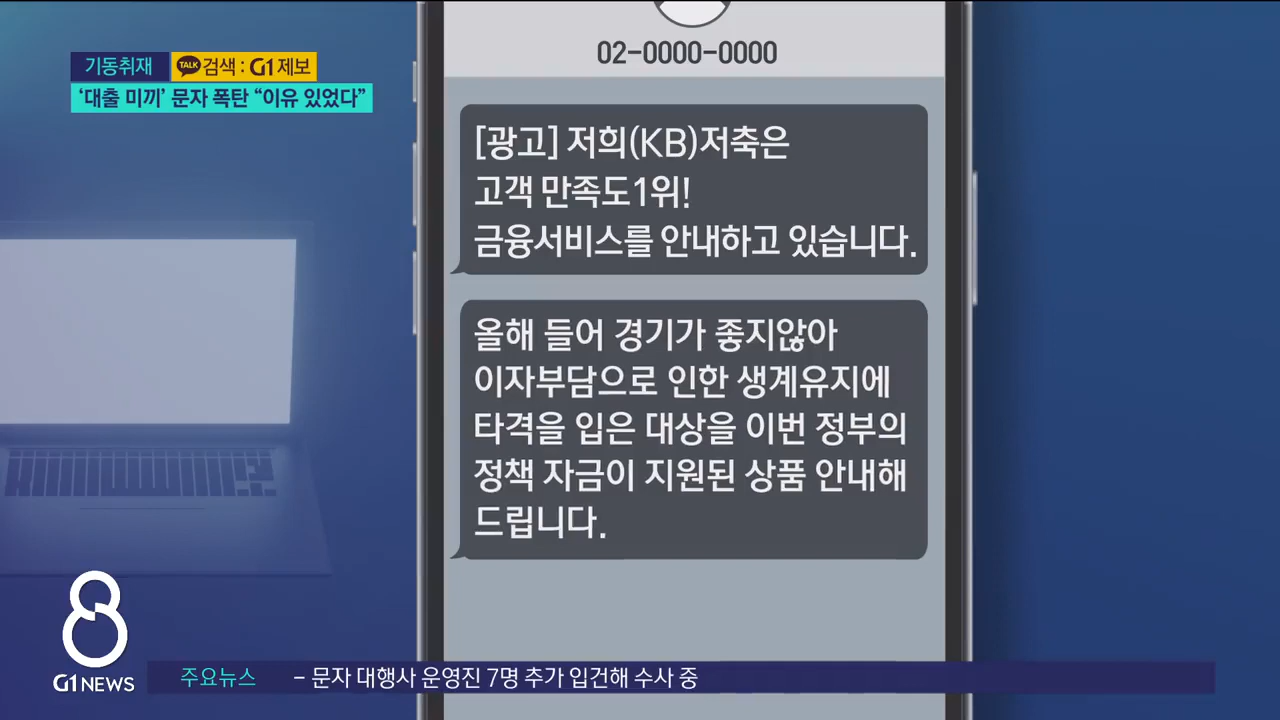 02-0000-0000
기동취재
TALK 검색 : G1 제보
‘대출 미끼’ 문자 폭탄 “이유 있었다”
[광고] 저희(KB)저축은
고객 만족도1위!
금융서비스를 안내하고 있습니다.
올해 들어 경기가 좋지않아
이자부담으로 인한 생계유지에
타격을 입은 대상을 이번 정부의
정책 자금이 지원된 상품 안내해
드립니다.
8
G1 NEWS
주요뉴스 - 문자 대행사 운영진 7명 추가 입건해 수사 중